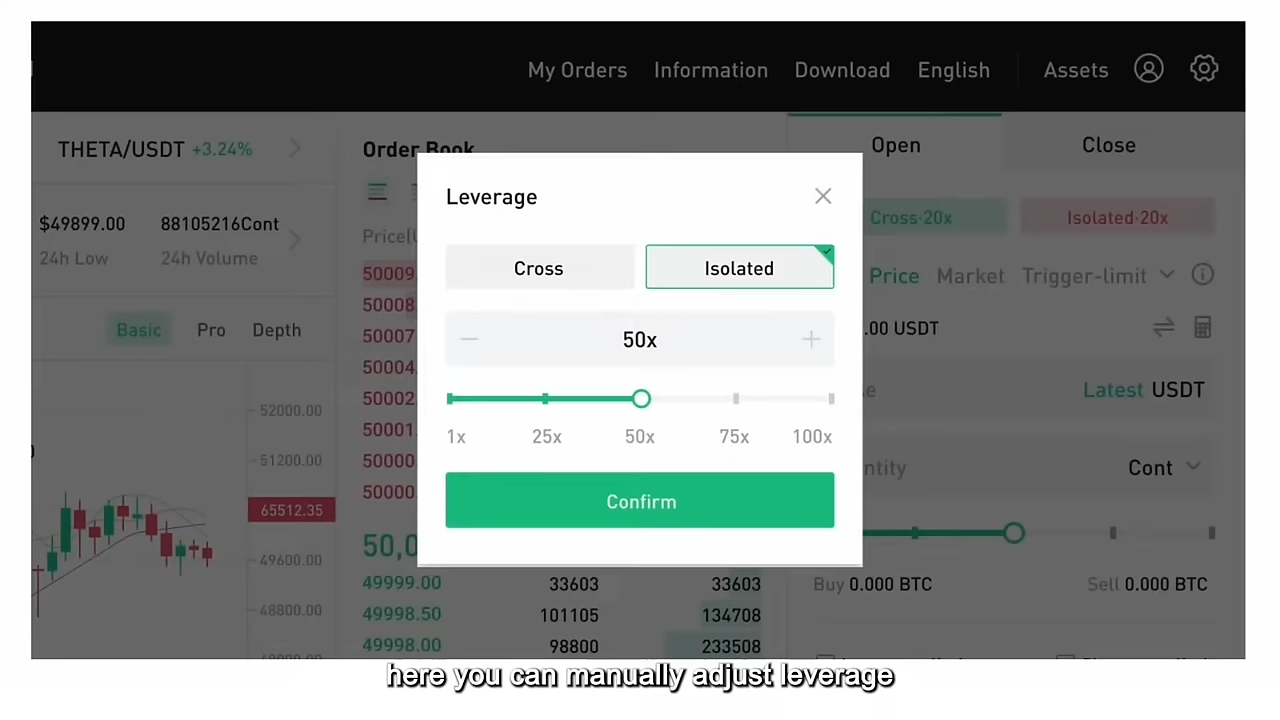 My Orders Information Download English Assets
THETA/USDT +3.24%
Order Book
Open Close
Leverage
$49899.00 88105216Cont
24h Low 24h Volume
Cross·20x Isolated·20x
Cross Isolated
Price Market Trigger-limit
50009.
50008
50007
50004
50002
50001
50000
50000
Basic Pro Depth
50x
.00 USDT
Latest USDT
1x 25x 50x 75x 100x
Cont
Confirm
52000.00
51200.00
65512.35
49600.00
48800.00
50,0
49999.00 33603 33603
49998.50 101105 134708
49998.00 98800 233508
Buy 0.000 BTC Sell 0.000 BTC
here you can manually adjust leverage